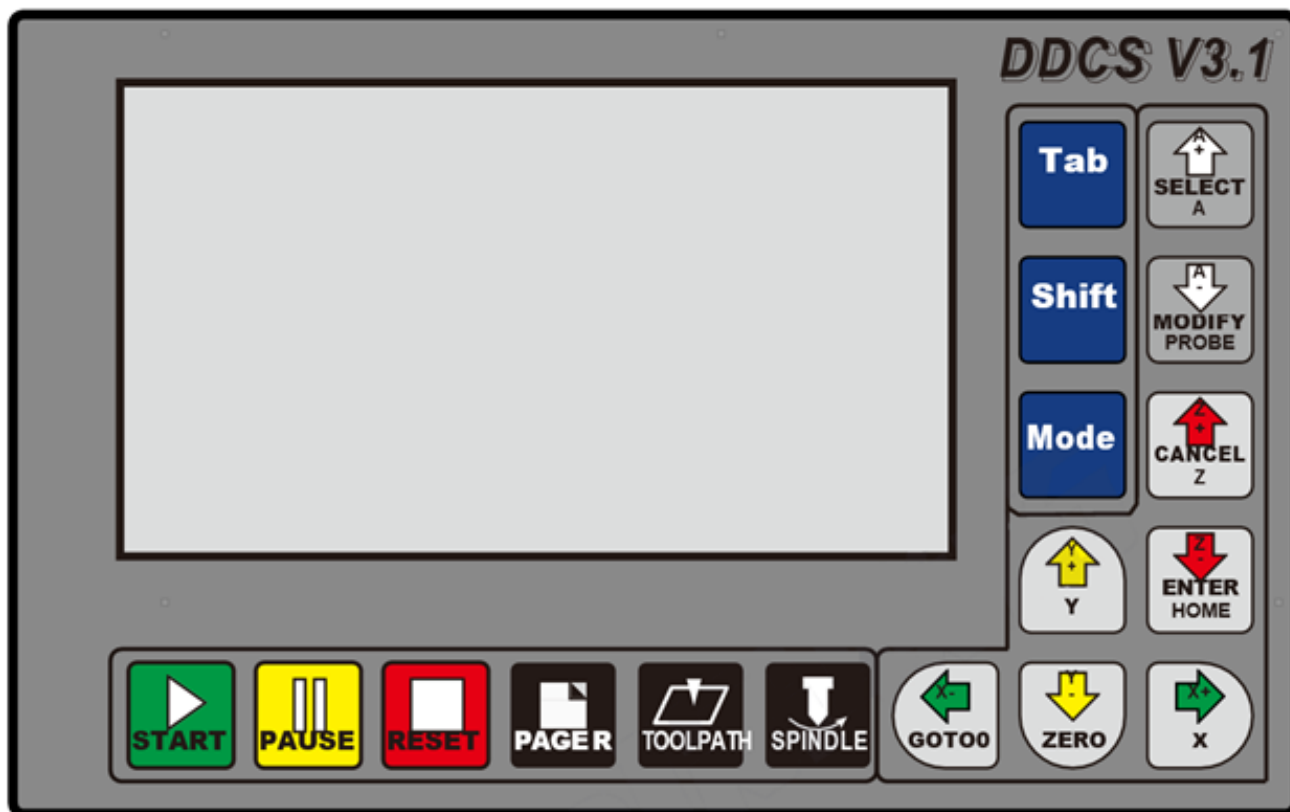 DDCS V3.1
Tab
A
+
SELECT
A
Shift
A
-
MODIFY
PROBE
Mode
Z
+
CANCEL
Z
Y
+
Y
Z
-
ENTER
HOME
START
PAUSE
RESET
PAGER
TOOLPATH
SPINDLE
X-
GOTO0
Y
-
ZERO
X+
X